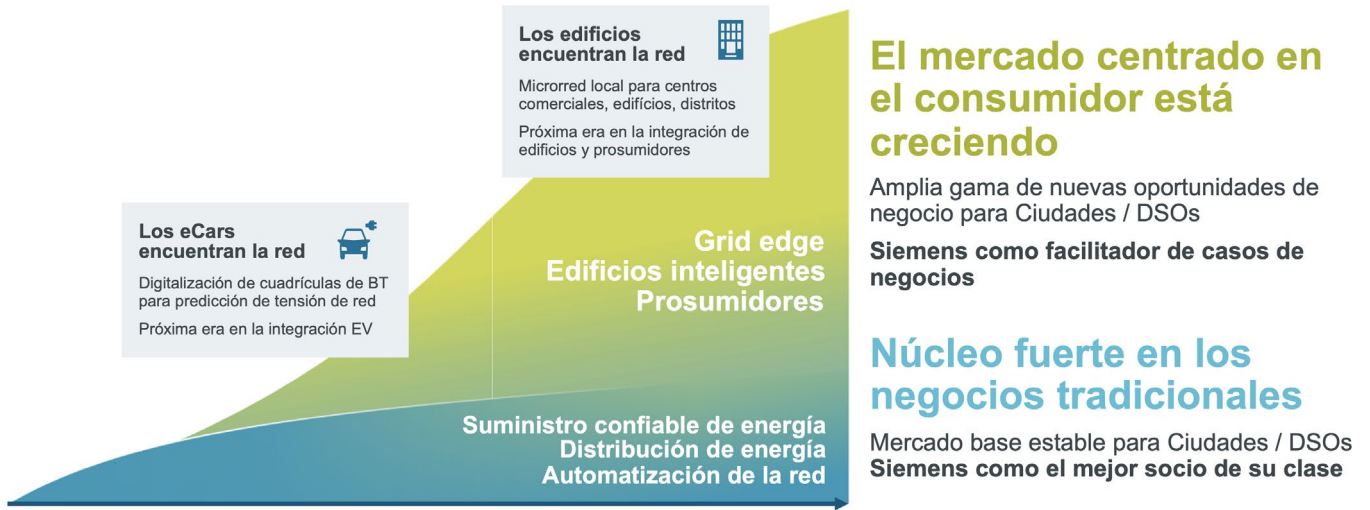 Los edificios
encuentran la red
Microrred local para centros
comerciales, edifícios, distritos
Próxima era en la integración de
edificios y prosumidores
Los eCars
encuentran la red
Digitalización de cuadrículas de BT
para predicción de tensión de red
Próxima era en la integración EV
Grid edge
Edificios inteligentes
Prosumidores
Suministro confiable de energía
Distribución de energía
Automatización de la red
El mercado centrado en
el consumidor está
creciendo
Amplia gama de nuevas oportunidades de
negocio para Ciudades / DSOs
Siemens como facilitador de casos de
negocios
Núcleo fuerte en los
negocios tradicionales
Mercado base estable para Ciudades / DSOs
Siemens como el mejor socio de su clase